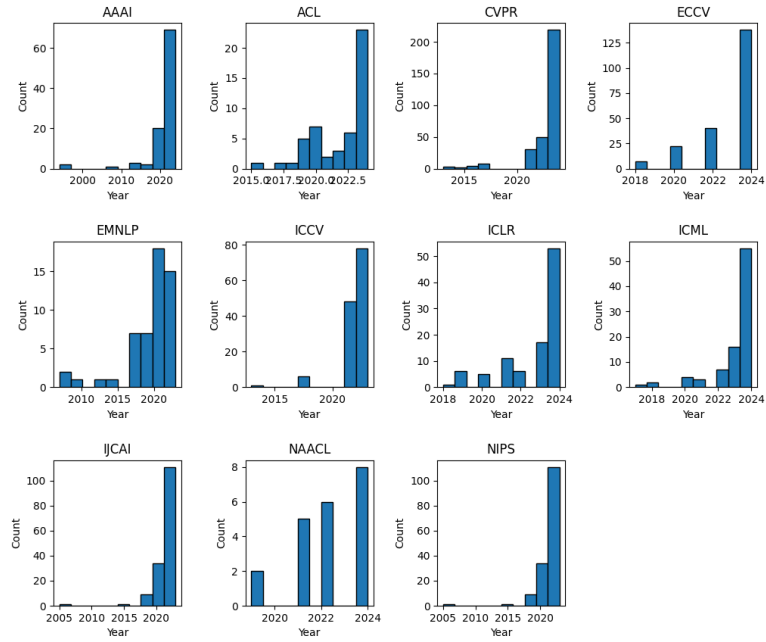 AAAI ACL CVPR ECCV
Count 60 40 20 0
2000 2010 2020
Year
Count 20 15 10 5 0
2015.0 2017.5 2020.0 2022.5
Year
Count 200 150 100 50 0
2015 2020
Year
Count 125 100 75 50 25 0
2018 2020 2022 2024
Year
EMNLP ICCV ICLR ICML
Count 15 10 5 0
2010 2020
Year
Count 80 60 40 20 0
2015 2020
Year
Count 50 40 30 20 10 0
2018 2020 2022 2024
Year
Count 50 40 30 20 10 0
2018 2020 2022 2024
Year
IJCAI NAACL NIPS
Count 100 80 60 40 20 0
2005 2010 2015 2020
Year
Count 8 6 4 2 0
2020 2022 2024
Year
Count 100 80 60 40 20 0
2005 2010 2015 2020
Year